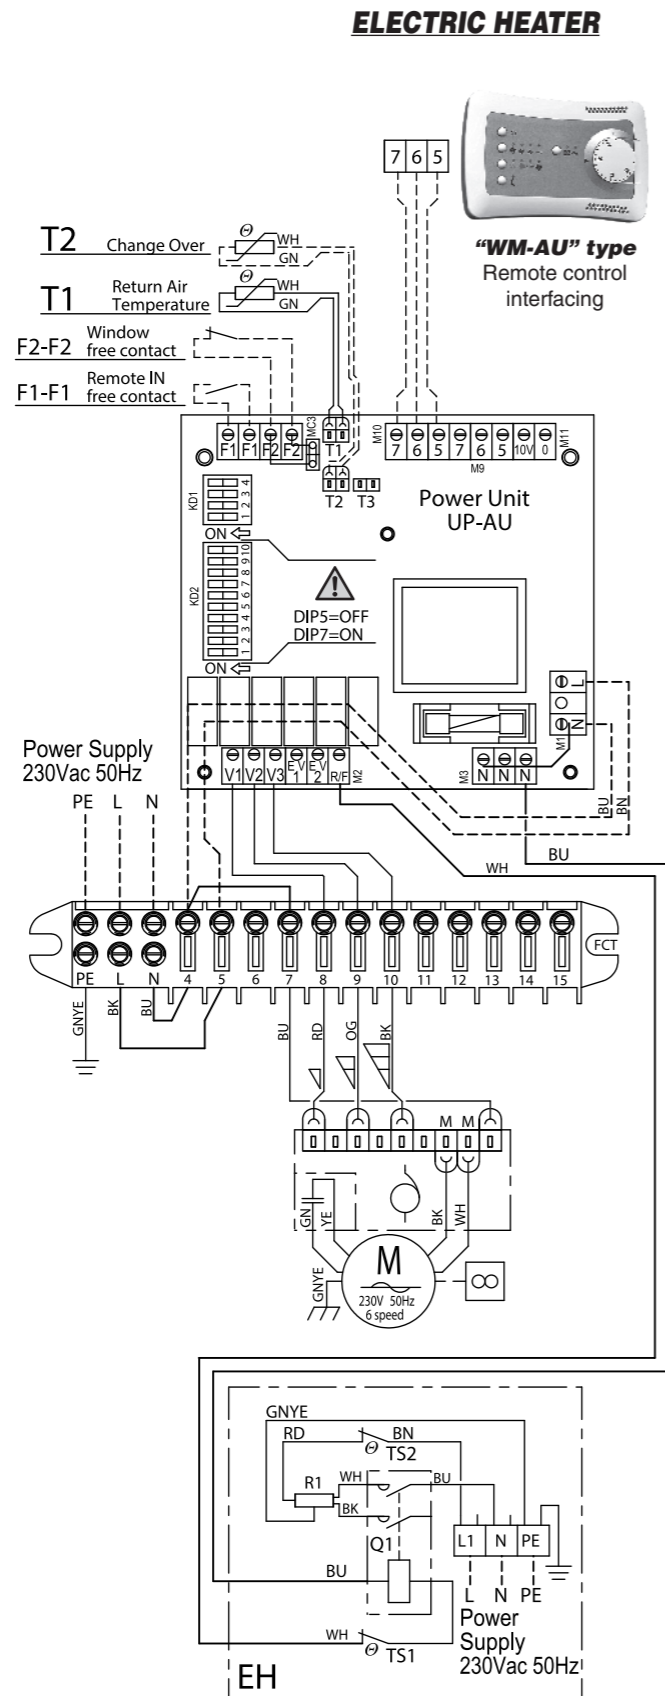 ELECTRIC HEATER
7 6 5
"WM-AU" type
Remote control
interfacing
T2 Change Over
Θ WH
GN
T1 Return Air
Temperature
Θ WH
GN
F2-F2 Window
free contact
F1-F1 Remote IN
free contact
F1 F1 F2 F2
MC3
T1
M10
7 6 5 7 6 5 10V 0
M11
M9
T2 T3
Power Unit
UP-AU
KD1
1 2 3 4
ON
KD2
1 2 3 4 5 6 7 8 9 10
ON
DIP5=OFF
DIP7=ON
L
N
M1
V1 V2 V3 EV1 EV2 R/F
M2
M3
N N N
BU
BN
Power Supply
230Vac 50Hz
PE L N
BU
WH
FCT
PE L N 4 5 6 7 8 9 10 11 12 13 14 15
GNYE
BK
BU
BU
RD
OG
BK
M M
GN
YE
BK
WH
GNYE
M
230V 50Hz
6 speed
GNYE
RD
BN
Θ TS2
R1
WH
BU
BK
Q1
L1 N PE
BU
L N PE
Power
Supply
230Vac 50Hz
WH
Θ TS1
EH